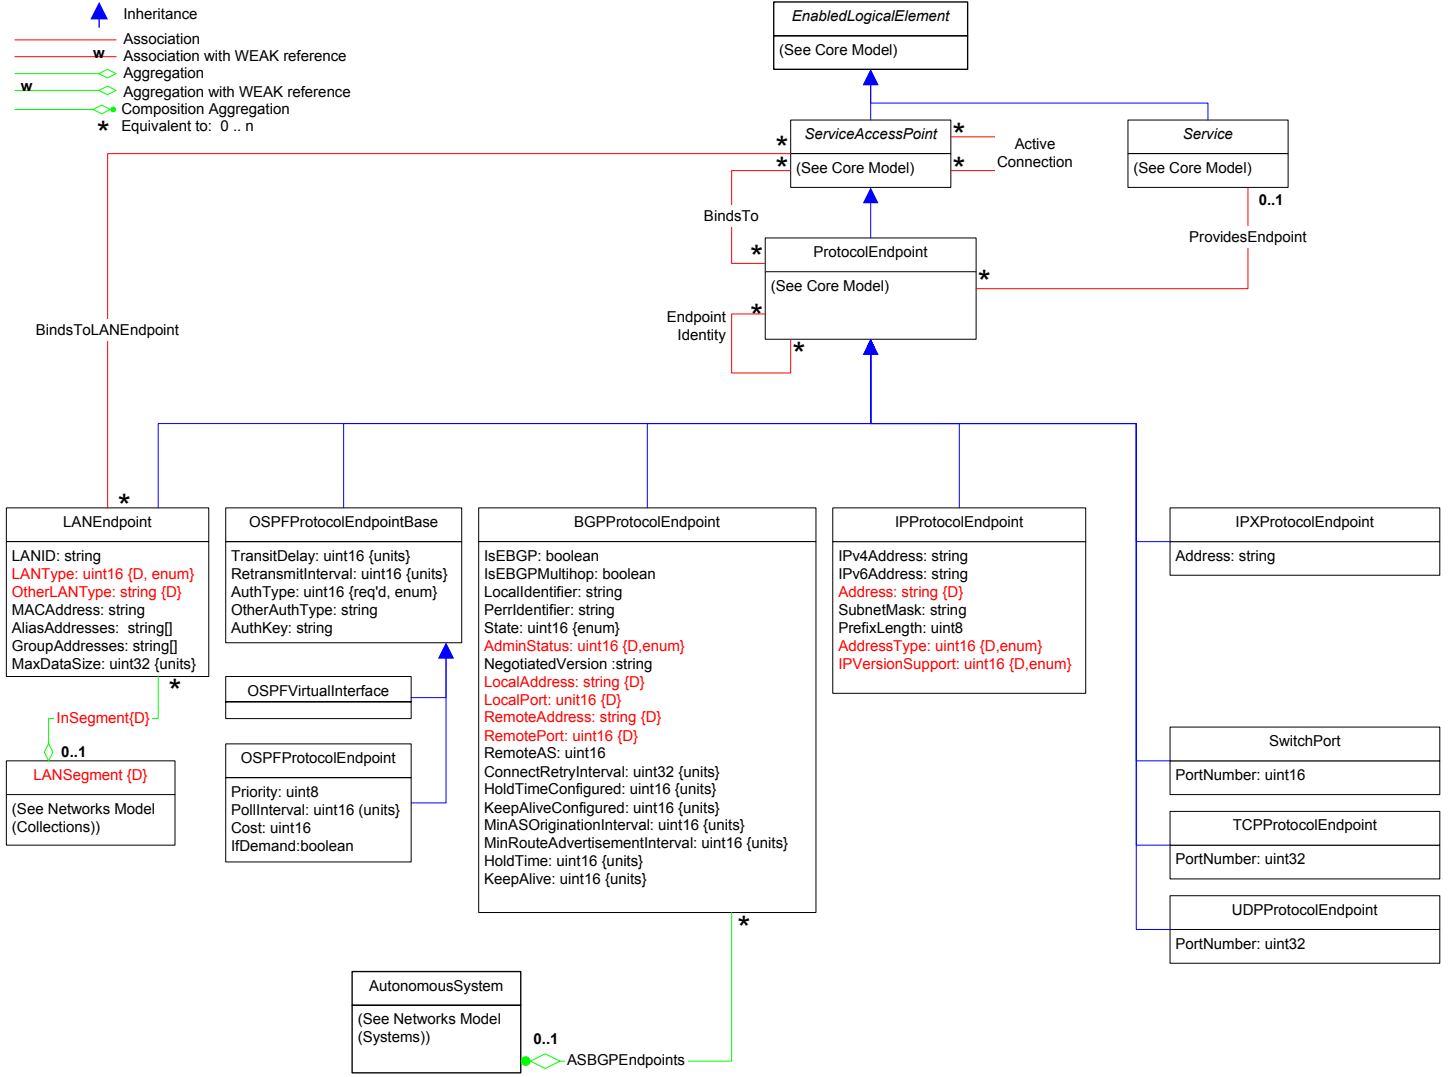 Inheritance
Association
w
Association with WEAK reference
Aggregation
w
Aggregation with WEAK reference
Composition Aggregation
* Equivalent to: 0 .. n
EnabledLogicalElement
(See Core Model)
ServiceAccessPoint
(See Core Model)
*
*
*
*
Active
Connection
Service
(See Core Model)
0..1
ProvidesEndpoint
*
BindsTo
*
ProtocolEndpoint
(See Core Model)
Endpoint
Identity
*
*
BindsToLANEndpoint
*
LANEndpoint
LANID: string
LANType: uint16 {D, enum}
OtherLANType: string {D}
MACAddress: string
AliasAddresses: string[]
GroupAddresses: string[]
MaxDataSize: uint32 {units}
*
InSegment{D}
0..1
LANSegment {D}
(See Networks Model
(Collections))
OSPFProtocolEndpointBase
TransitDelay: uint16 {units}
RetransmitInterval: uint16 {units}
AuthType: uint16 {req'd, enum}
OtherAuthType: string
AuthKey: string
OSPFVirtualInterface
OSPFProtocolEndpoint
Priority: uint8
PollInterval: uint16 (units}
Cost: uint16
IfDemand:boolean
BGPProtocolEndpoint
IsEBGP: boolean
IsEBGPMultihop: boolean
LocalIdentifier: string
PerrIdentifier: string
State: uint16 {enum}
AdminStatus: uint16 {D,enum}
NegotiatedVersion :string
LocalAddress: string {D}
LocalPort: unit16 {D}
RemoteAddress: string {D}
RemotePort: uint16 {D}
RemoteAS: uint16
ConnectRetryInterval: uint32 {units}
HoldTimeConfigured: uint16 {units}
KeepAliveConfigured: uint16 {units}
MinASOriginationInterval: uint16 {units}
MinRouteAdvertisementInterval: uint16 {units}
HoldTime: uint16 {units}
KeepAlive: uint16 {units}
*
AutonomousSystem
(See Networks Model
(Systems))
0..1
ASBGPEndpoints
IPProtocolEndpoint
IPv4Address: string
IPv6Address: string
Address: string {D}
SubnetMask: string
PrefixLength: uint8
AddressType: uint16 {D,enum}
IPVersionSupport: uint16 {D,enum}
IPXProtocolEndpoint
Address: string
SwitchPort
PortNumber: uint16
TCPProtocolEndpoint
PortNumber: uint32
UDPProtocolEndpoint
PortNumber: uint32